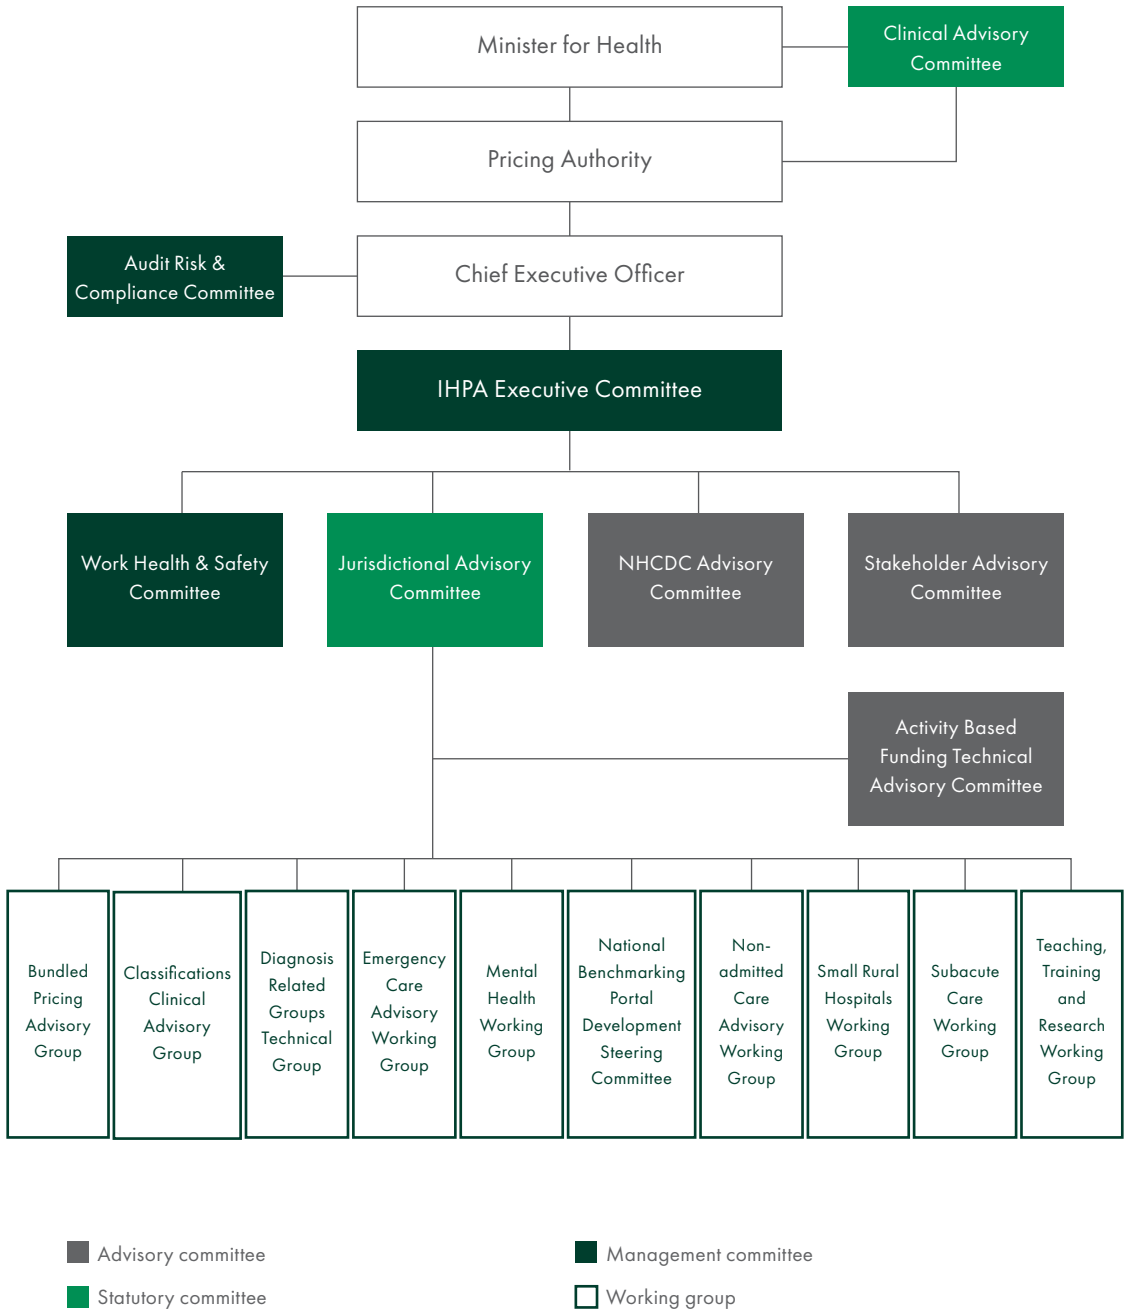 Minister for Health
Clinical Advisory
Committee
Pricing Authority
Audit Risk &
Compliance Committee
Chief Executive Officer
IHPA Executive Committee
Work Health & Safety
Committee
Jurisdictional Advisory
Committee
NHCDC Advisory
Committee
Stakeholder Advisory
Committee
Activity Based
Funding Technical
Advisory Committee
Bundled
Pricing
Advisory
Group
Classifications
Clinical
Advisory
Group
Diagnosis
Related
Groups
Technical
Group
Emergency
Care
Advisory
Working
Group
Mental
Health
Working
Group
National
Benchmarking
Portal
Development
Steering
Committee
Non-
admitted
Care
Advisory
Working
Group
Small Rural
Hospitals
Working
Group
Subacute
Care
Working
Group
Teaching,
Training
and
Research
Working
Group
Advisory committee
Management committee
Statutory committee
Working group